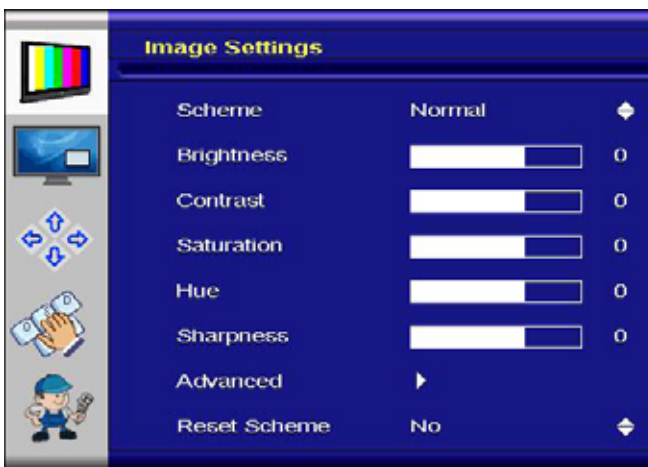 Image Settings
Scheme Normal
Brightness 0
Contrast 0
Saturation 0
Hue 0
Sharpness 0
Advanced
Reset Scheme No